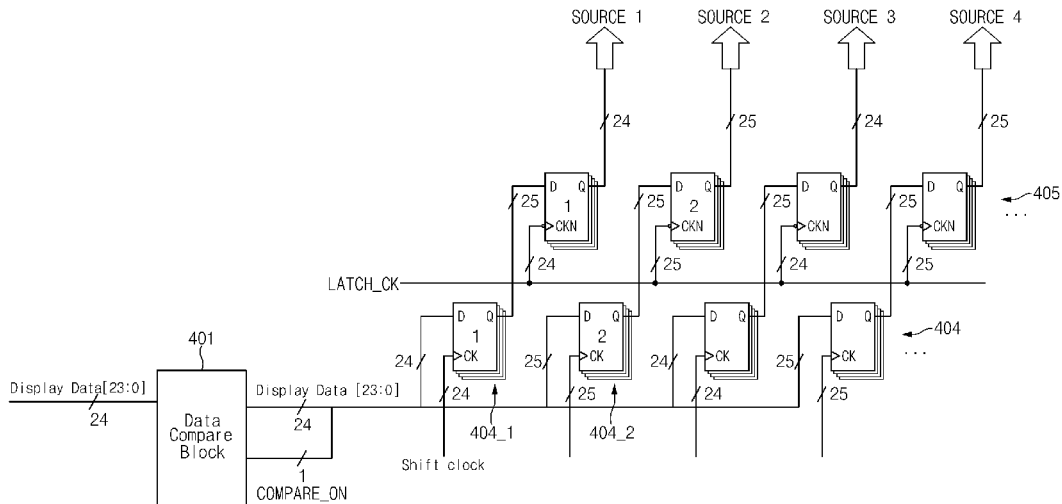 SOURCE 1 SOURCE 2 SOURCE 3 SOURCE 4
24 25 24 25
D Q D Q D Q D Q
25 1 25 2 25 25 405
CKN CKN CKN CKN ...
24 25 24 25
LATCH_CK
D Q D Q D Q D Q
1 2 404
401 24 CK 25 CK 24 CK 25 CK ...
Display Data[23:0] Display Data [23:0] 24 25 24 25
24 Data Compare Block 24
404_1 404_2
Shift clock
1
COMPARE_ON